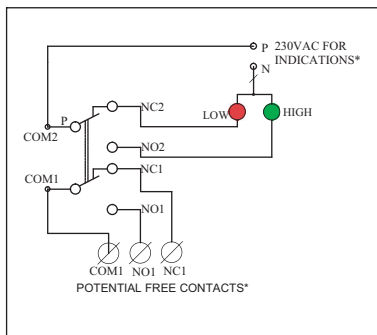 P 230VAC FOR
N INDICATIONS*
P NC2
LOW HIGH
COM2
NO2
COM1 NC1
NO1
COM1 NO1 NC1
POTENTIAL FREE CONTACTS*